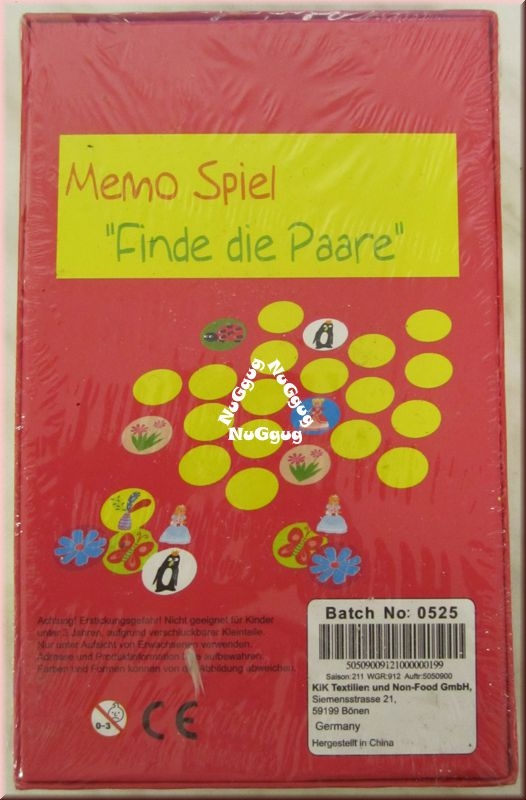 Memo Spiel
"Finde die Paare"
NuGgug
NuGgug
NuGgug
Achtung! Erstickungsgefahr! Nicht geeignet für Kinder
unter 3 Jahren, aufgrund verschluckbarer Kleinteile.
Nur unter Aufsicht von Erwachsenen verwenden.
Adresse und Produktinformation bitte aufbewahren.
Farben und Formen können von der Abbildung abweichen.
0-3
CE
Batch No: 0525
50509009121000000199
Saison:211 WGR:912 Auftr:5050900
KiK Textilien und Non-Food GmbH,
Siemensstrasse 21,
59199 Bönen
Germany
Hergestellt in China